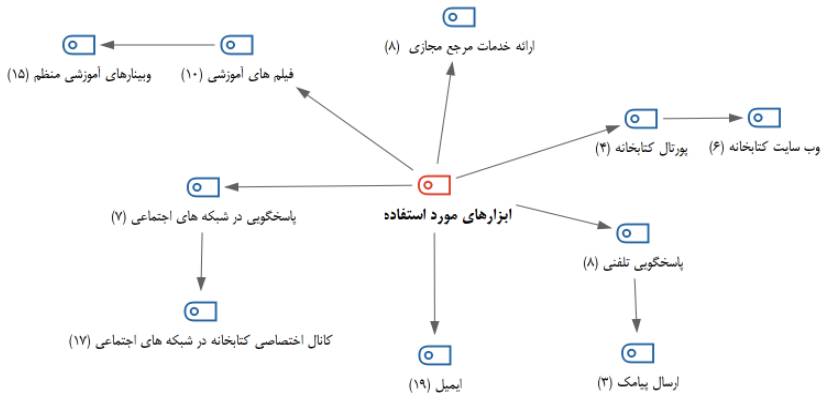 ارائه خدمات مرجع مجازی (۸)
فیلم های آموزشی (۱۰)
وبینارهای آموزشی منظم (۱۵)
وب سایت کتابخانه (۶)
پورتال کتابخانه (۴)
ابزارهای مورد استفاده
پاسخگویی در شبکه های اجتماعی (۷)
پاسخگویی تلفنی (۸)
کانال اختصاصی کتابخانه در شبکه های اجتماعی (۱۷)
ارسال پیامک (۳)
ایمیل (۱۹)